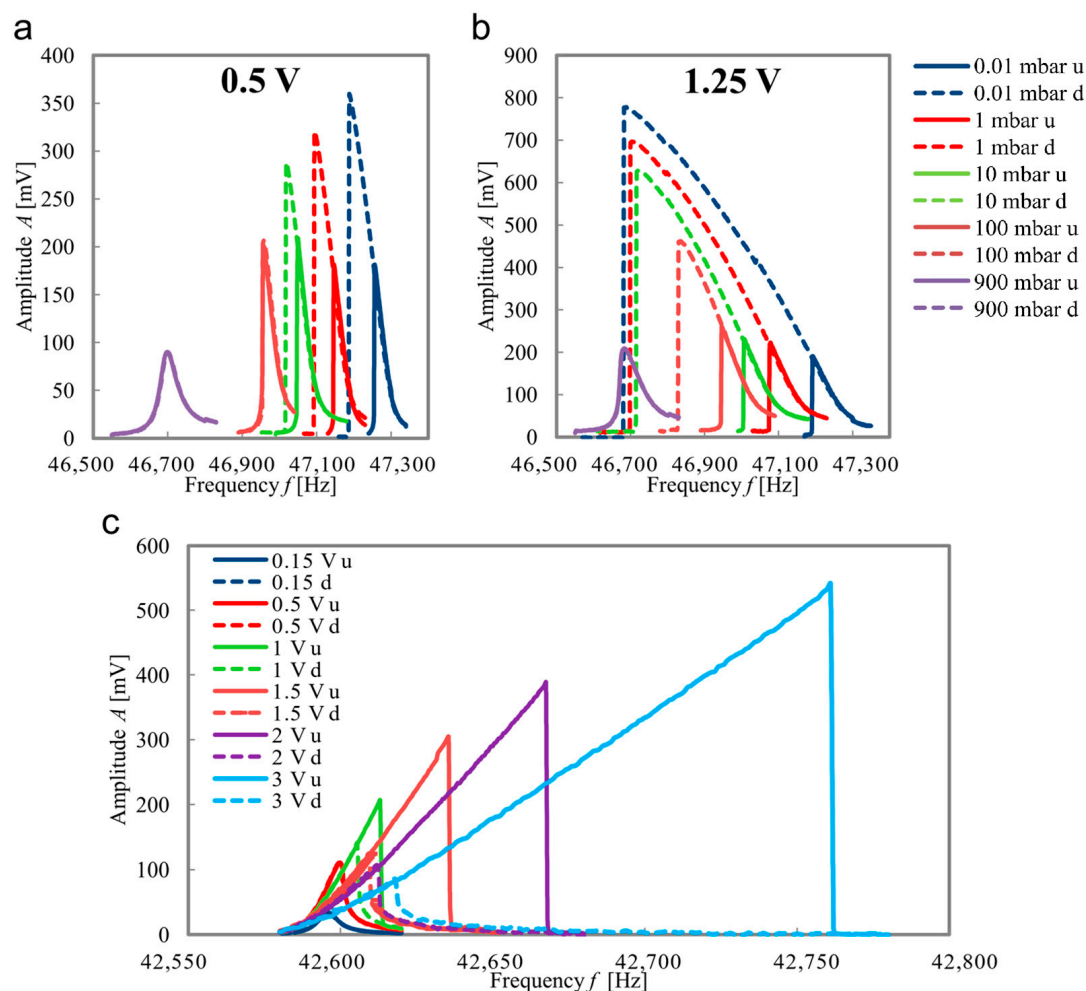 a
0.5 V
400
350
300
250
200
150
100
50
0
Amplitude A [mV]
46,500 46,700 46,900 47,100 47,300
Frequency f [Hz]
b
1.25 V
900
800
700
600
500
400
300
200
100
0
Amplitude A [mV]
46,500 46,700 46,900 47,100 47,300
Frequency f [Hz]
0.01 mbar u
0.01 mbar d
1 mbar u
1 mbar d
10 mbar u
10 mbar d
100 mbar u
100 mbar d
900 mbar u
900 mbar d
c
600
500
400
300
200
100
0
Amplitude A [mV]
0.15 V u
0.15 d
0.5 V u
0.5 V d
1 V u
1 V d
1.5 V u
1.5 V d
2 V u
2 V d
3 V u
3 V d
42,550 42,600 42,650 42,700 42,750 42,800
Frequency f [Hz]